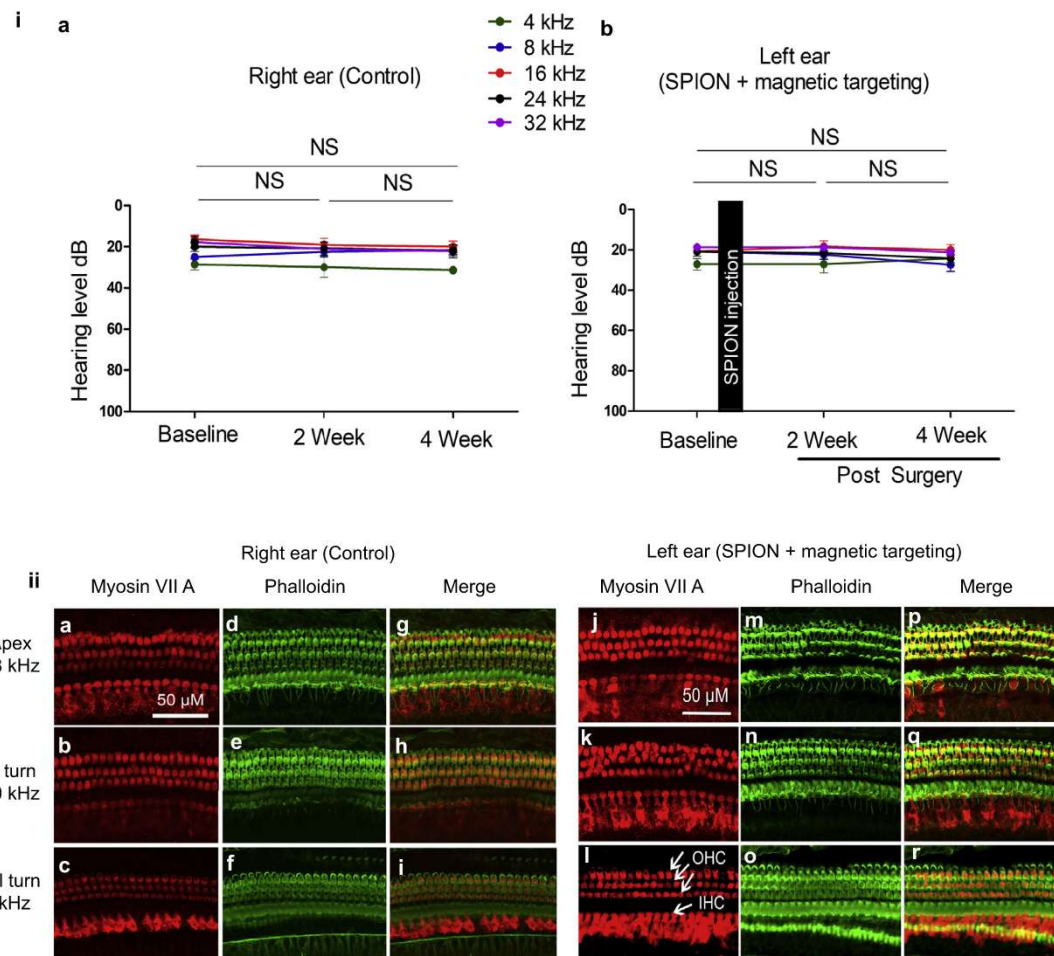 i
a
Right ear (Control)
4 kHz
8 kHz
16 kHz
24 kHz
32 kHz
NS
NS NS
0
20
40
60
80
100
Hearing level dB
Baseline 2 Week 4 Week
b
Left ear
(SPION + magnetic targeting)
NS
NS NS
0
20
40
60
80
100
Hearing level dB
SPION injection
Baseline 2 Week 4 Week
Post Surgery
ii
Right ear (Control)
Myosin VII A Phalloidin Merge
a d g
50 µM
b e h
turn
c f i
turn
kHz
kHz
Left ear (SPION + magnetic targeting)
Myosin VII A Phalloidin Merge
j m p
50 µM
k n q
l o r
OHC
IHC